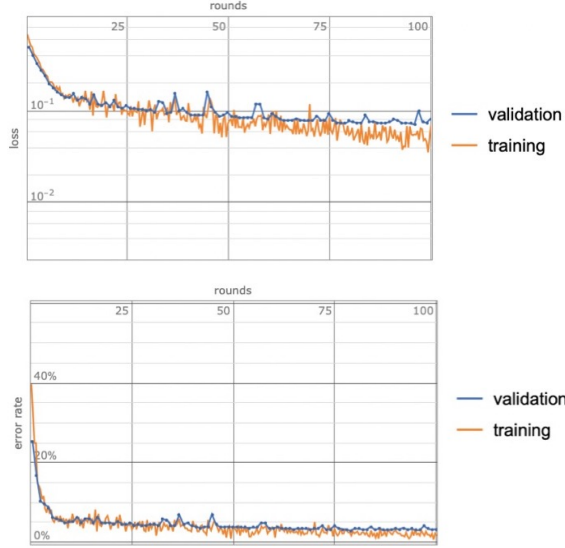 rounds
25 50 75 100
10⁻¹
10⁻²
loss
validation
training
rounds
25 50 75 100
40%
20%
0%
error rate
validation
training